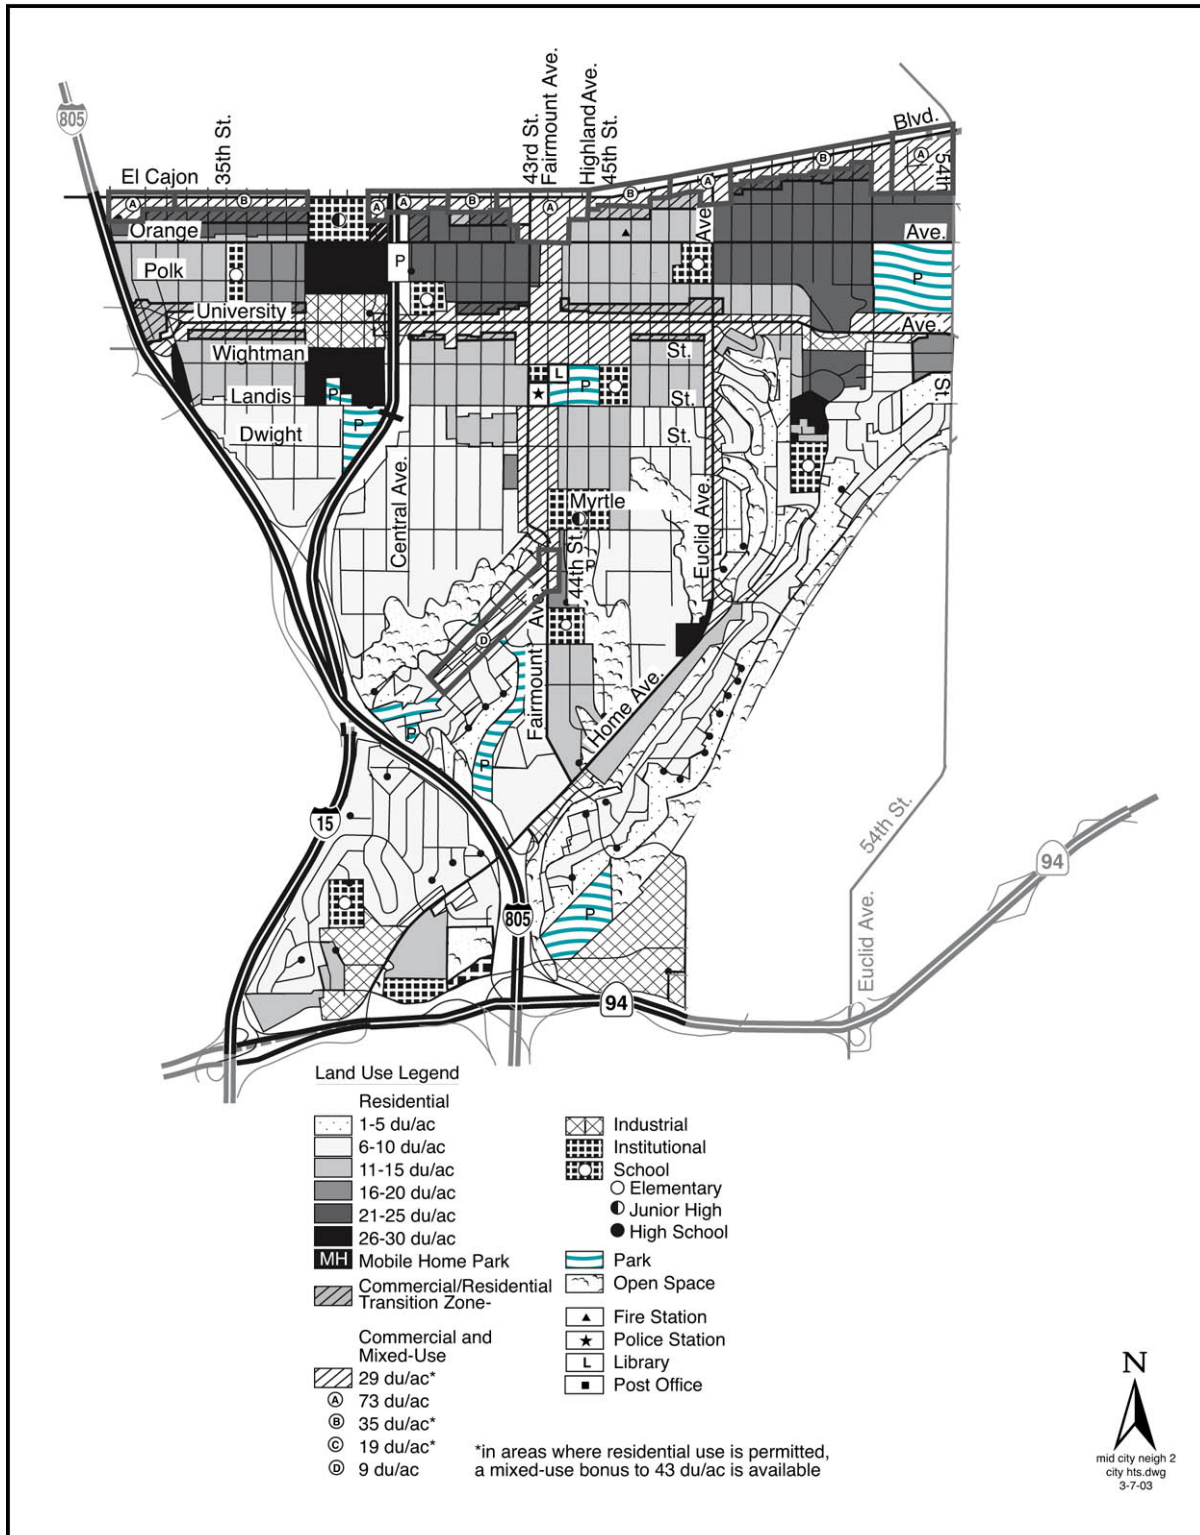 805
35th St.
43rd St.
Fairmount Ave.
Highland Ave.
45th St.
Blvd.
54th
El Cajon
A
B
A
A
B
A
B
A
B
A
Orange
Ave.
Ave.
Polk
P
P
University
Ave.
Wightman
St.
L
P
Landis
P
St.
St.
Dwight
P
St.
Central Ave.
Myrtle
Euclid Ave.
44th St.
P
Ave.
D
Fairmount
Home Ave.
P
P
15
54th St.
94
P
805
Euclid Ave.
94
Land Use Legend
Residential
1-5 du/ac
6-10 du/ac
11-15 du/ac
16-20 du/ac
21-25 du/ac
26-30 du/ac
MH Mobile Home Park
Commercial/Residential
Transition Zone-
Commercial and
Mixed-Use
29 du/ac*
A 73 du/ac
B 35 du/ac*
C 19 du/ac*
D 9 du/ac
Industrial
Institutional
School
Elementary
Junior High
High School
Park
Open Space
Fire Station
Police Station
L Library
Post Office
*in areas where residential use is permitted,
a mixed-use bonus to 43 du/ac is available
N
mid city neigh 2
city hts.dwg
3-7-03